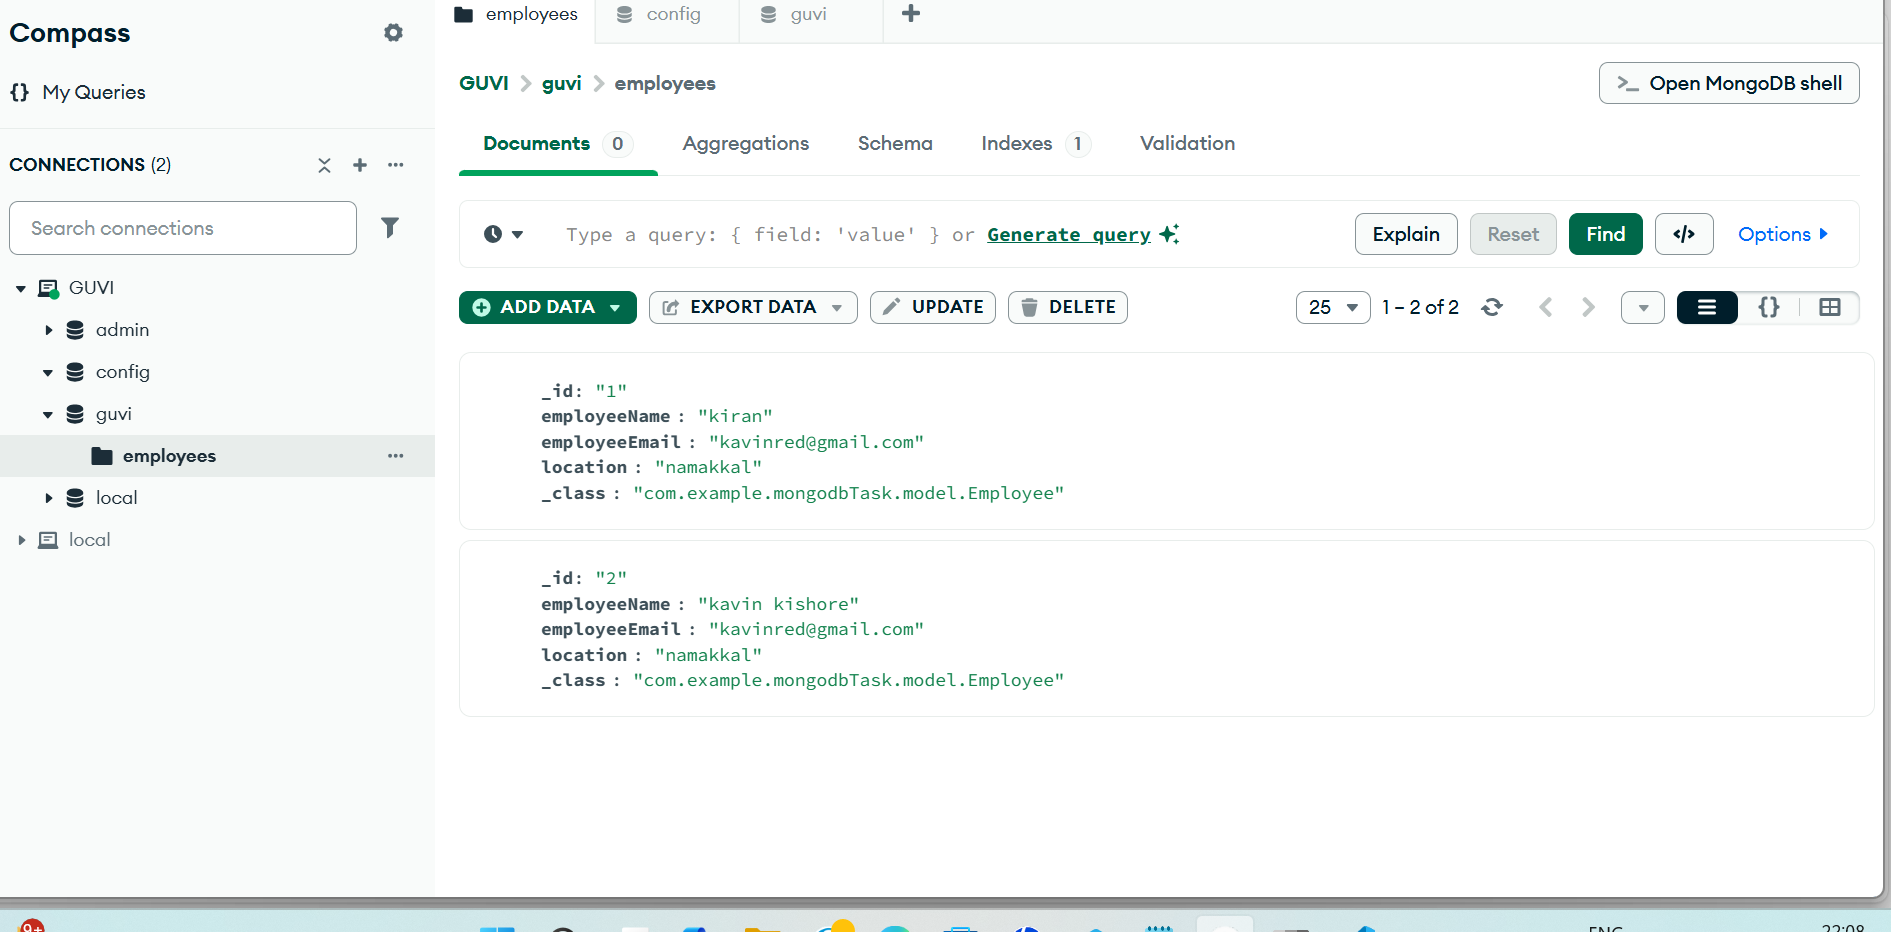 Compass
{} My Queries
CONNECTIONS (2)
Search connections
GUVI
admin
config
guvi
employees
local
local
employees
config
guvi
GUVI > guvi > employees
>_ Open MongoDB shell
Documents 0
Aggregations
Schema
Indexes 1
Validation
Type a query: { field: 'value' } or Generate query
Explain
Reset
Find
</>
Options
ADD DATA
EXPORT DATA
UPDATE
DELETE
25
1 – 2 of 2
{}
_id: "1"
employeeName : "kiran"
employeeEmail : "kavinred@gmail.com"
location : "namakkal"
_class : "com.example.mongodbTask.model.Employee"
_id: "2"
employeeName : "kavin kishore"
employeeEmail : "kavinred@gmail.com"
location : "namakkal"
_class : "com.example.mongodbTask.model.Employee"
9+
ENG
22:08